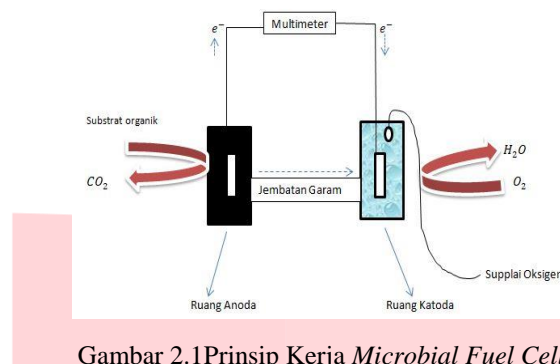 Multimeter
e⁻
e⁻
Substrat organik
CO₂
Jembatan Garam
H₂O
O₂
Supplai Oksigen
Ruang Anoda
Ruang Katoda
Gambar 2.1Prinsip Kerja Microbial Fuel Cell